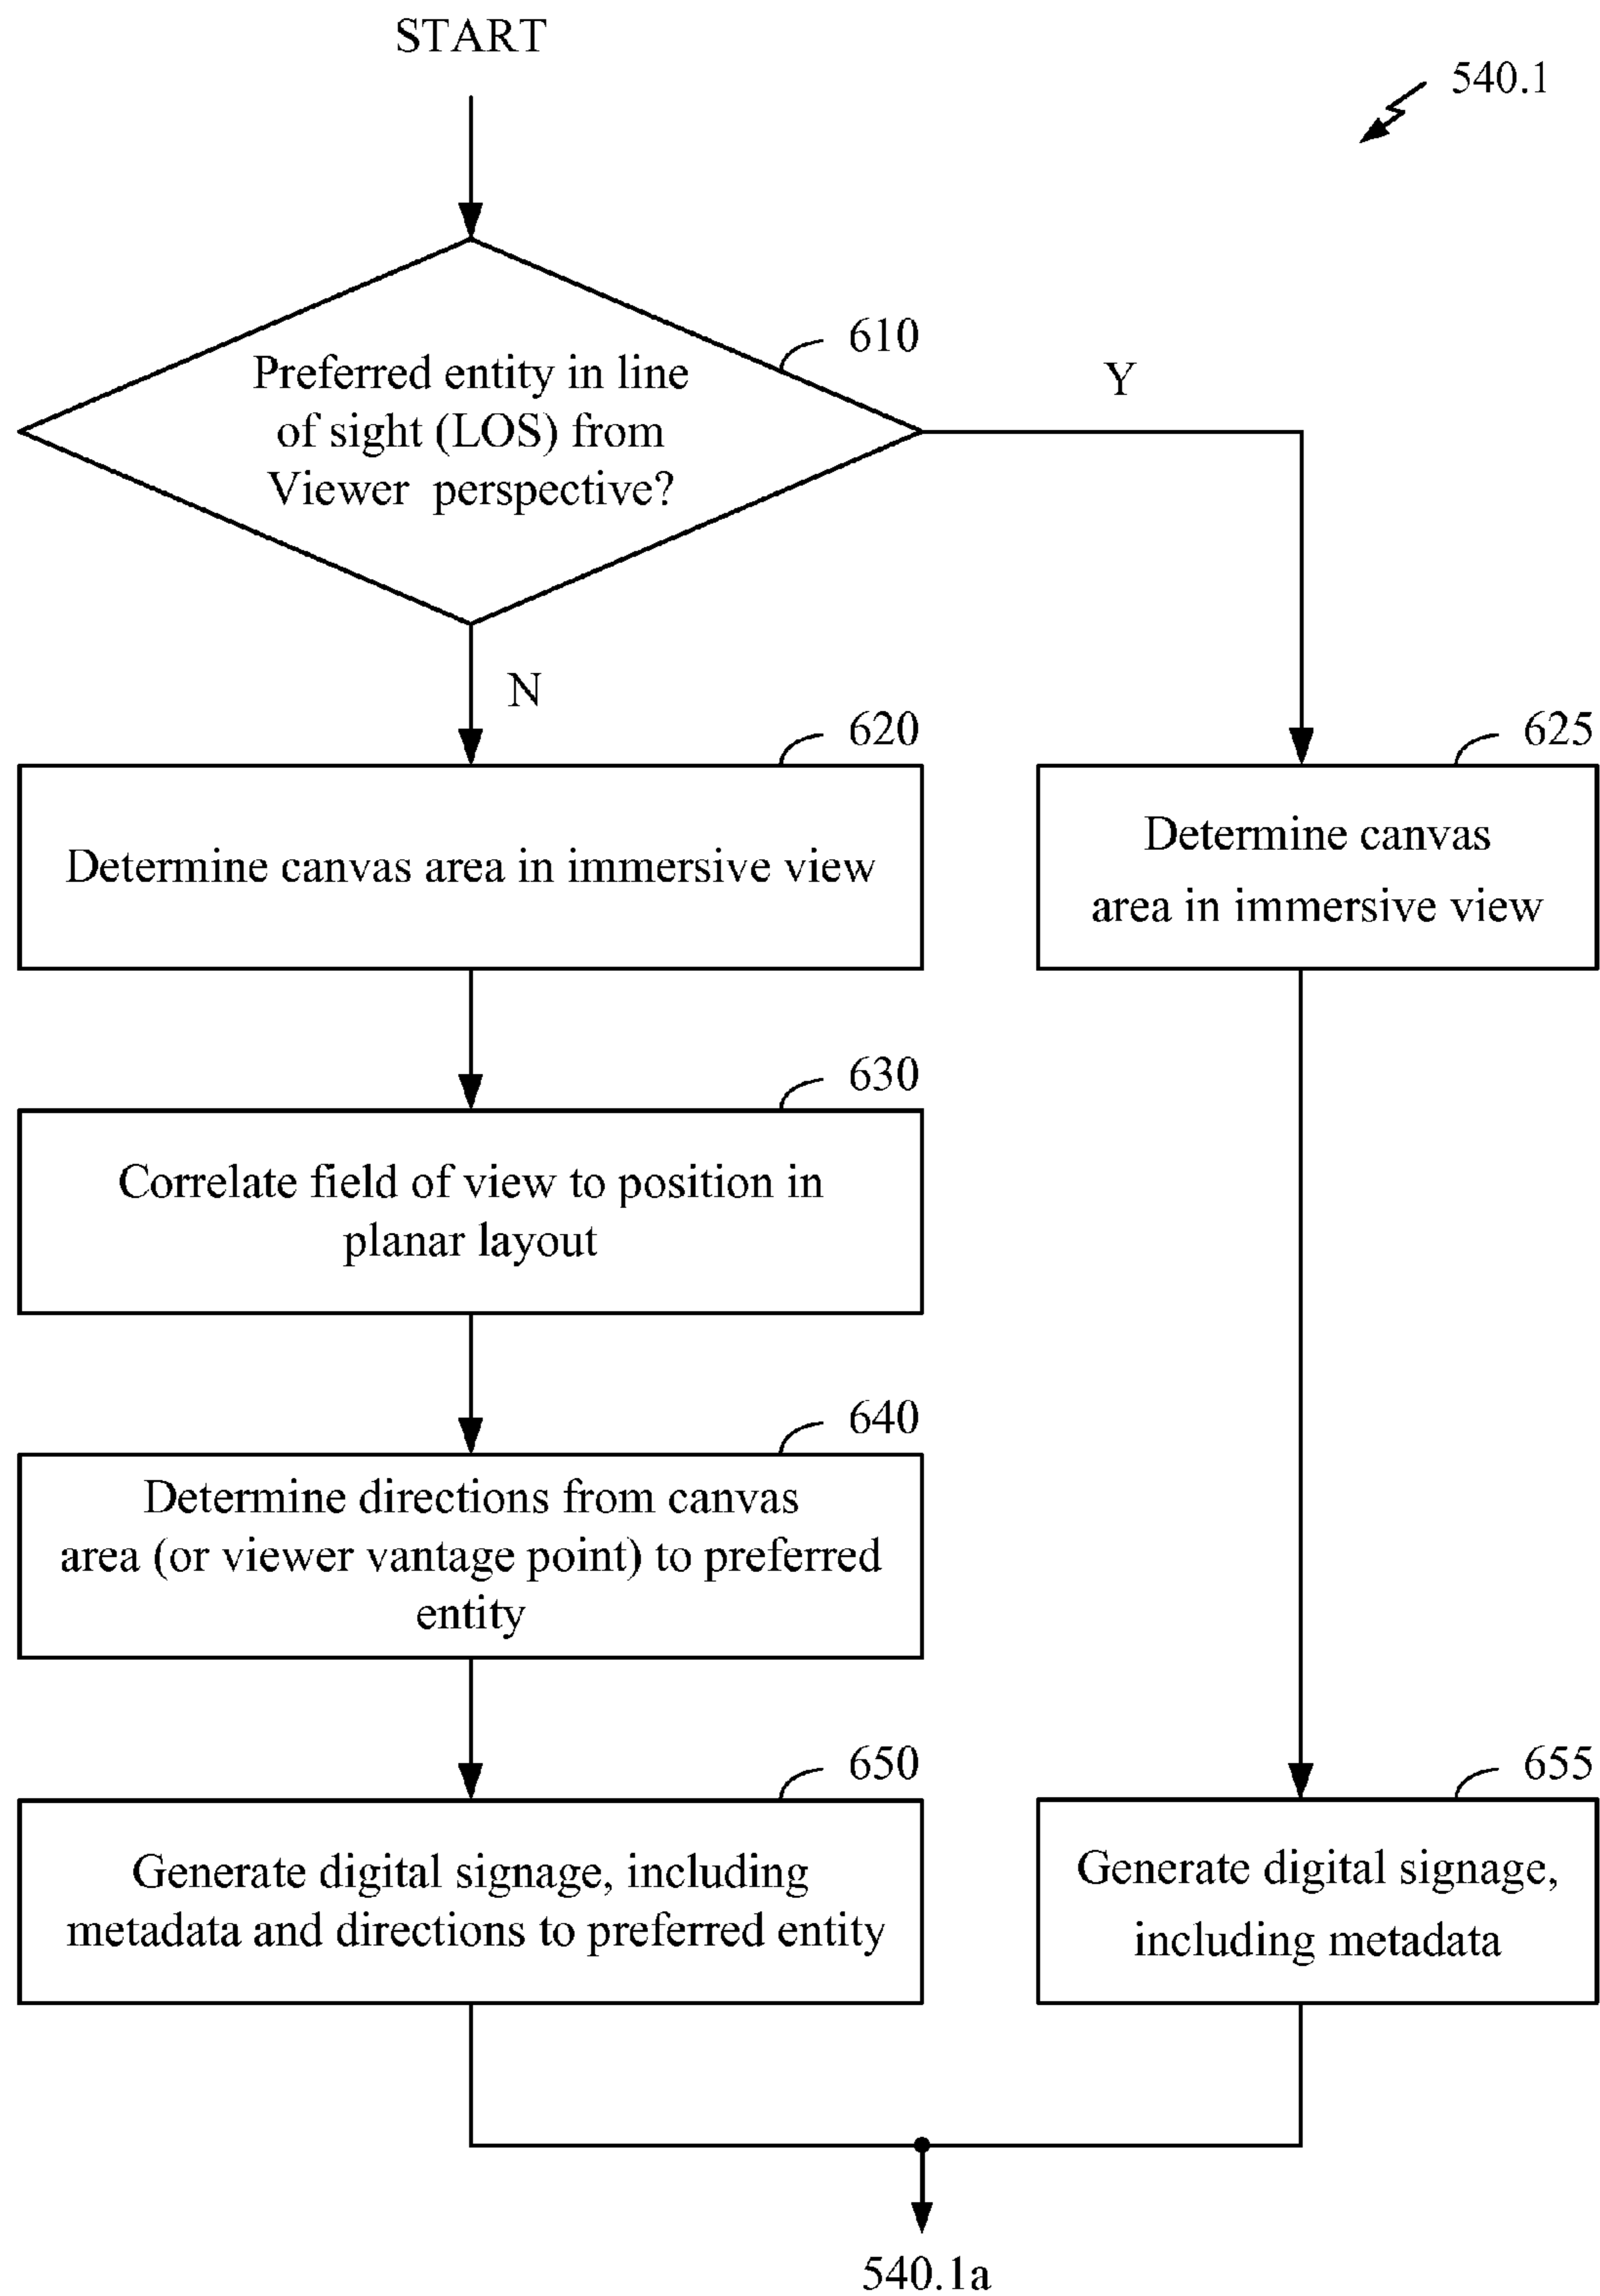 START
540.1
610
Preferred entity in line
of sight (LOS) from
Viewer perspective?
Y
N
620
Determine canvas area in immersive view
625
Determine canvas
area in immersive view
630
Correlate field of view to position in
planar layout
640
Determine directions from canvas
area (or viewer vantage point) to preferred
entity
650
Generate digital signage, including
metadata and directions to preferred entity
655
Generate digital signage,
including metadata
540.1a